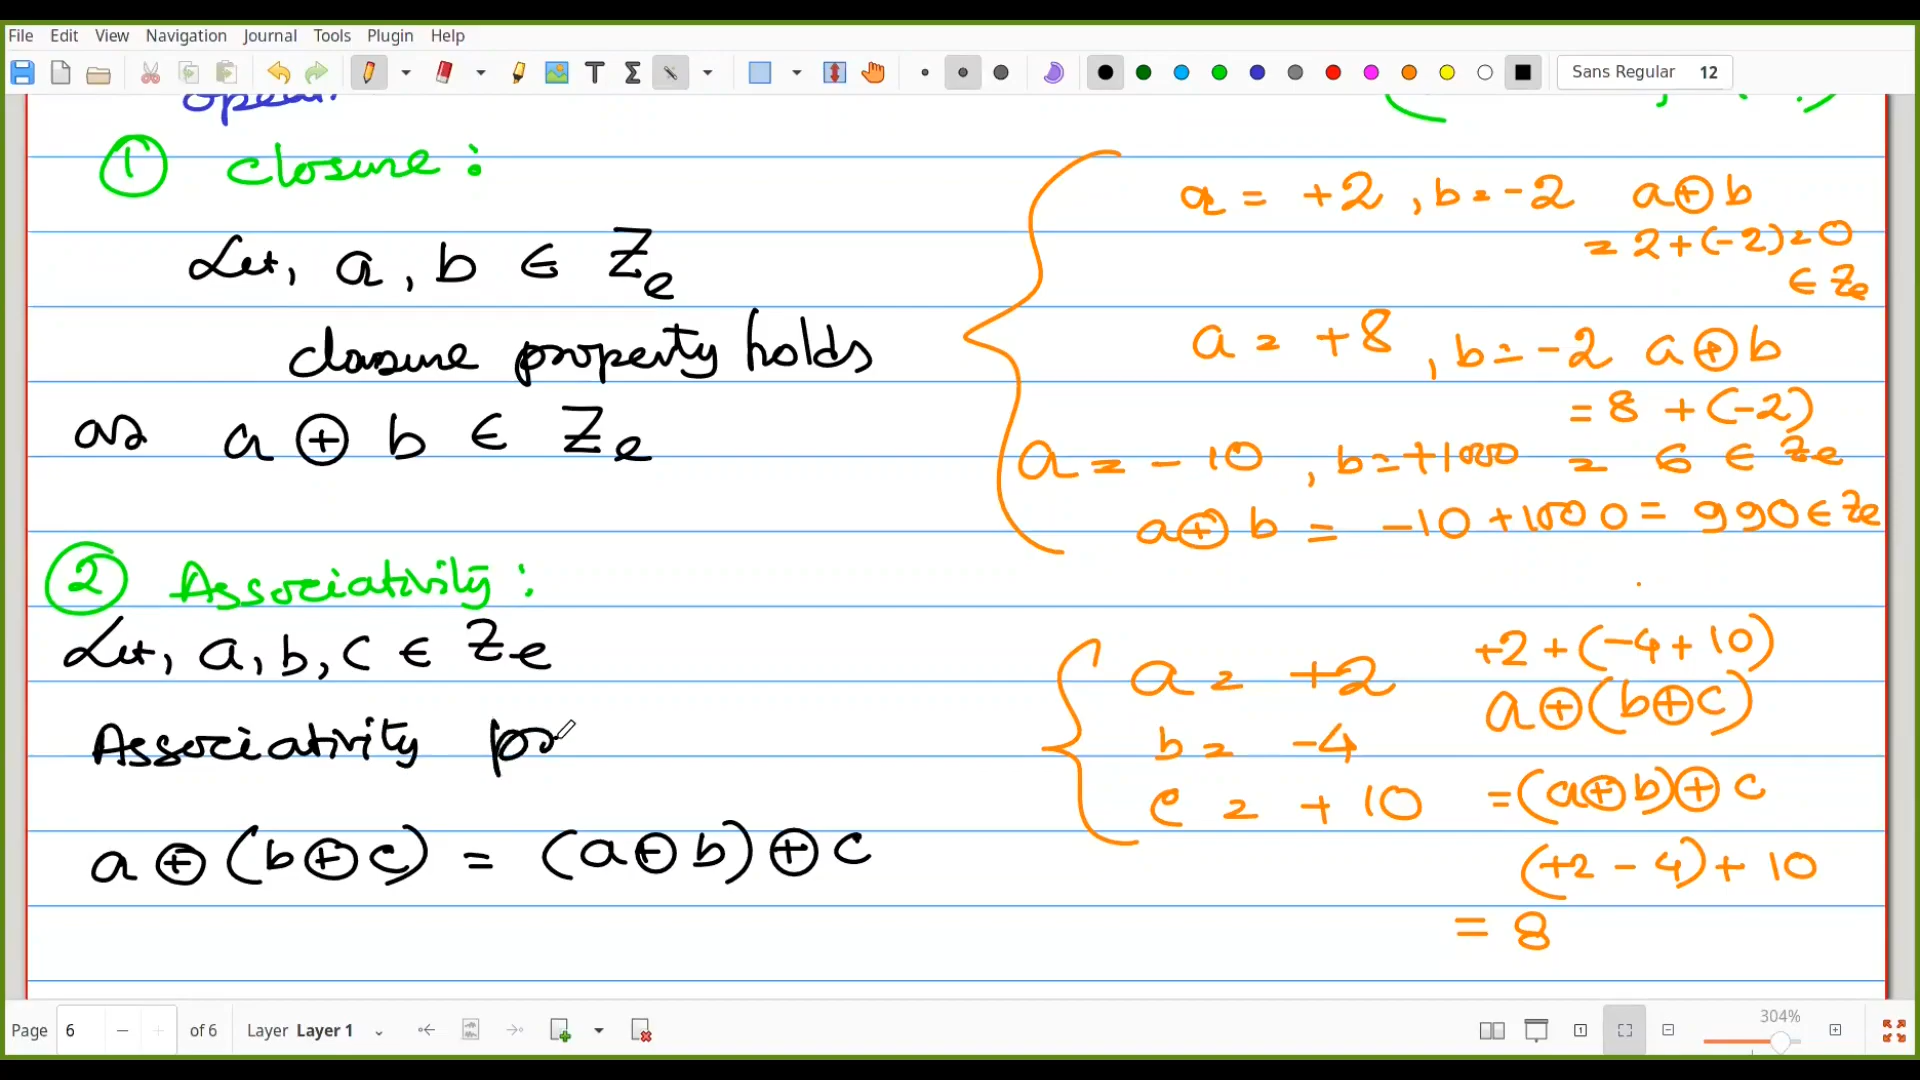 File Edit View Navigation Journal Tools Plugin Help
Sans Regular 12
① closure:
Let, a, b ∈ Ze
closure property holds
as a ⊕ b ∈ Ze
a = +2, b = -2 a⊕b
= 2+(-2)=0
∈ Ze
a = +8, b = -2 a⊕b
= 8 + (-2)
a = -10, b = +1000 = 6 ∈ Ze
a⊕b = -10+1000 = 990 ∈ Ze
② Associativity:
Let, a, b, c ∈ Ze
Associativity pro
a⊕(b⊕c) = (a⊕b)⊕c
a = +2
b = -4
c = +10
+2+(-4+10)
a⊕(b⊕c)
=(a⊕b)⊕c
(+2-4)+10
= 8
Page 6 of 6 Layer Layer 1 304%